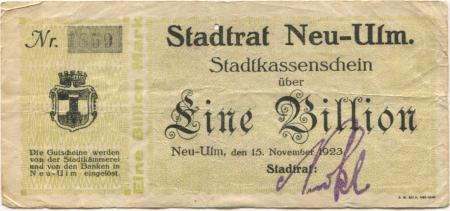 Nr. 1859
Stadtrat Neu-Ulm.
Stadtkassenschein
über
Eine Billion
Neu-Ulm, den 15. November 1923
Stadtrat:
Eine Billion Mark
Die Gutscheine werden
von der Stadtkämmerei
und von den Banken in
Neu-Ulm eingelöst.